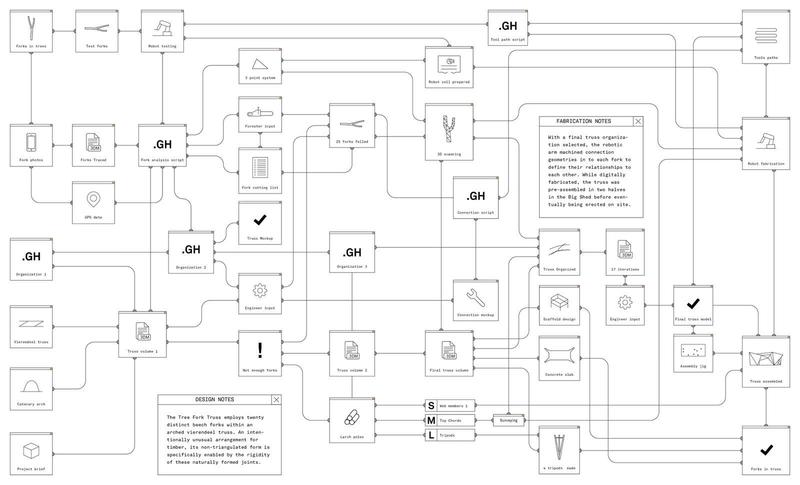 .GH
Tool path script
Forks in trees
Test forks
Robot testing
Tools paths
3 point system
Robot cell prepared
Forester input
25 forks felled
3D scanning
FABRICATION NOTES
With a final truss organiza-
tion selected, the robotic
arm machined connection
geometries in to each fork to
define their relationships to
each other. While digitally
fabricated, the truss was
pre-assembled in two halves
in the Big Shed before even-
tually being erected on site.
Fork photos
3DM
Forks Traced
.GH
Fork analysis script
Robot fabrication
Fork cutting list
GPS data
.GH
Connection script
Truss Mockup
.GH
Organization 1
.GH
Organization 2
.GH
Organization 3
Truss Organized
3DM
17 iterations
Engineer input
Connection mockup
Scaffold design
Engineer input
Final truss model
Vierendeel truss
3DM
Truss volume 1
!
Not enough forks
3DM
Truss volume 2
3DM
Final truss volume
Concrete slab
Assembly jig
Truss assembled
Catenary arch
DESIGN NOTES
The Tree Fork Truss employs twenty
distinct beech forks within an
arched vierendeel truss. An inten-
tionally unusual arrangement for
timber, its non-triangulated form is
specifically enabled by the rigidity
of these naturally formed joints.
Larch poles
S
Web members
M
Top Chords
L
Tripods
Surveying
4 tripods made
Forks in truss
Project brief